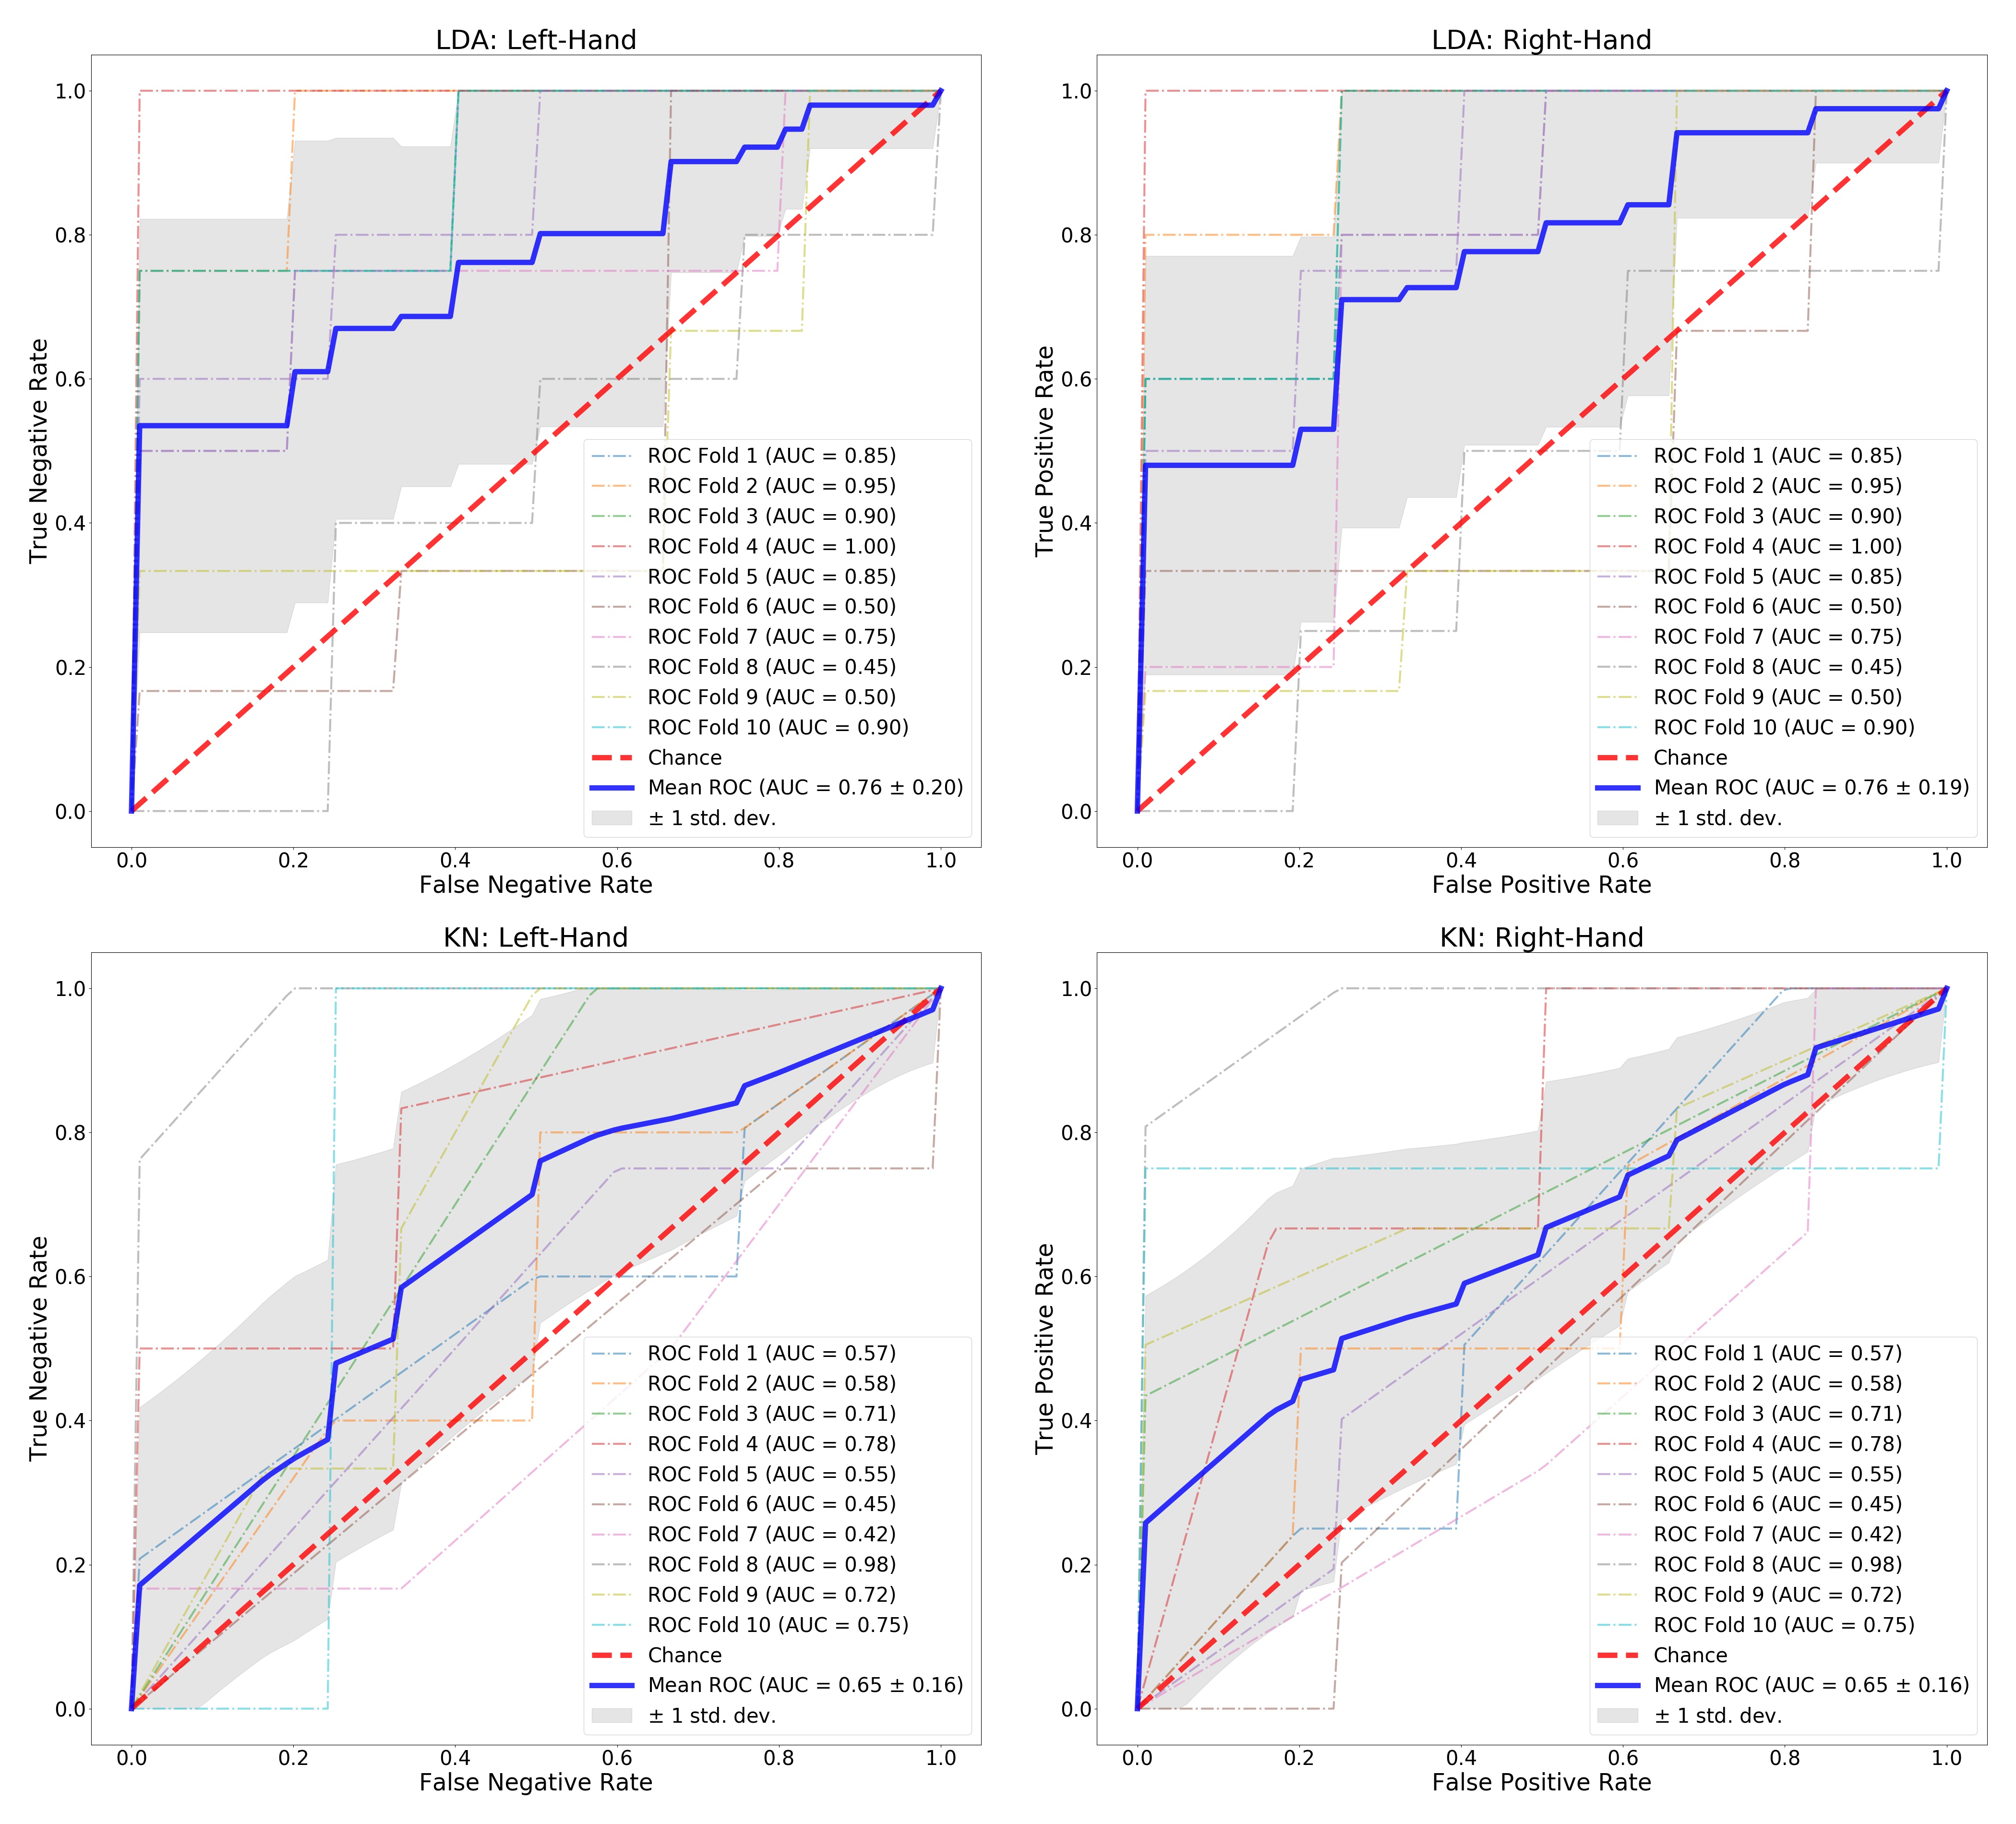 LDA: Left-Hand
True Negative Rate
1.0
0.8
0.6
0.4
0.2
0.0
ROC Fold 1 (AUC = 0.85)
ROC Fold 2 (AUC = 0.95)
ROC Fold 3 (AUC = 0.90)
ROC Fold 4 (AUC = 1.00)
ROC Fold 5 (AUC = 0.85)
ROC Fold 6 (AUC = 0.50)
ROC Fold 7 (AUC = 0.75)
ROC Fold 8 (AUC = 0.45)
ROC Fold 9 (AUC = 0.50)
ROC Fold 10 (AUC = 0.90)
Chance
Mean ROC (AUC = 0.76 ± 0.20)
± 1 std. dev.
0.0 0.2 0.4 0.6 0.8 1.0
False Negative Rate
LDA: Right-Hand
True Positive Rate
1.0
0.8
0.6
0.4
0.2
0.0
ROC Fold 1 (AUC = 0.85)
ROC Fold 2 (AUC = 0.95)
ROC Fold 3 (AUC = 0.90)
ROC Fold 4 (AUC = 1.00)
ROC Fold 5 (AUC = 0.85)
ROC Fold 6 (AUC = 0.50)
ROC Fold 7 (AUC = 0.75)
ROC Fold 8 (AUC = 0.45)
ROC Fold 9 (AUC = 0.50)
ROC Fold 10 (AUC = 0.90)
Chance
Mean ROC (AUC = 0.76 ± 0.19)
± 1 std. dev.
0.0 0.2 0.4 0.6 0.8 1.0
False Positive Rate
KN: Left-Hand
True Negative Rate
1.0
0.8
0.6
0.4
0.2
0.0
ROC Fold 1 (AUC = 0.57)
ROC Fold 2 (AUC = 0.58)
ROC Fold 3 (AUC = 0.71)
ROC Fold 4 (AUC = 0.78)
ROC Fold 5 (AUC = 0.55)
ROC Fold 6 (AUC = 0.45)
ROC Fold 7 (AUC = 0.42)
ROC Fold 8 (AUC = 0.98)
ROC Fold 9 (AUC = 0.72)
ROC Fold 10 (AUC = 0.75)
Chance
Mean ROC (AUC = 0.65 ± 0.16)
± 1 std. dev.
0.0 0.2 0.4 0.6 0.8 1.0
False Negative Rate
KN: Right-Hand
True Positive Rate
1.0
0.8
0.6
0.4
0.2
0.0
ROC Fold 1 (AUC = 0.57)
ROC Fold 2 (AUC = 0.58)
ROC Fold 3 (AUC = 0.71)
ROC Fold 4 (AUC = 0.78)
ROC Fold 5 (AUC = 0.55)
ROC Fold 6 (AUC = 0.45)
ROC Fold 7 (AUC = 0.42)
ROC Fold 8 (AUC = 0.98)
ROC Fold 9 (AUC = 0.72)
ROC Fold 10 (AUC = 0.75)
Chance
Mean ROC (AUC = 0.65 ± 0.16)
± 1 std. dev.
0.0 0.2 0.4 0.6 0.8 1.0
False Positive Rate